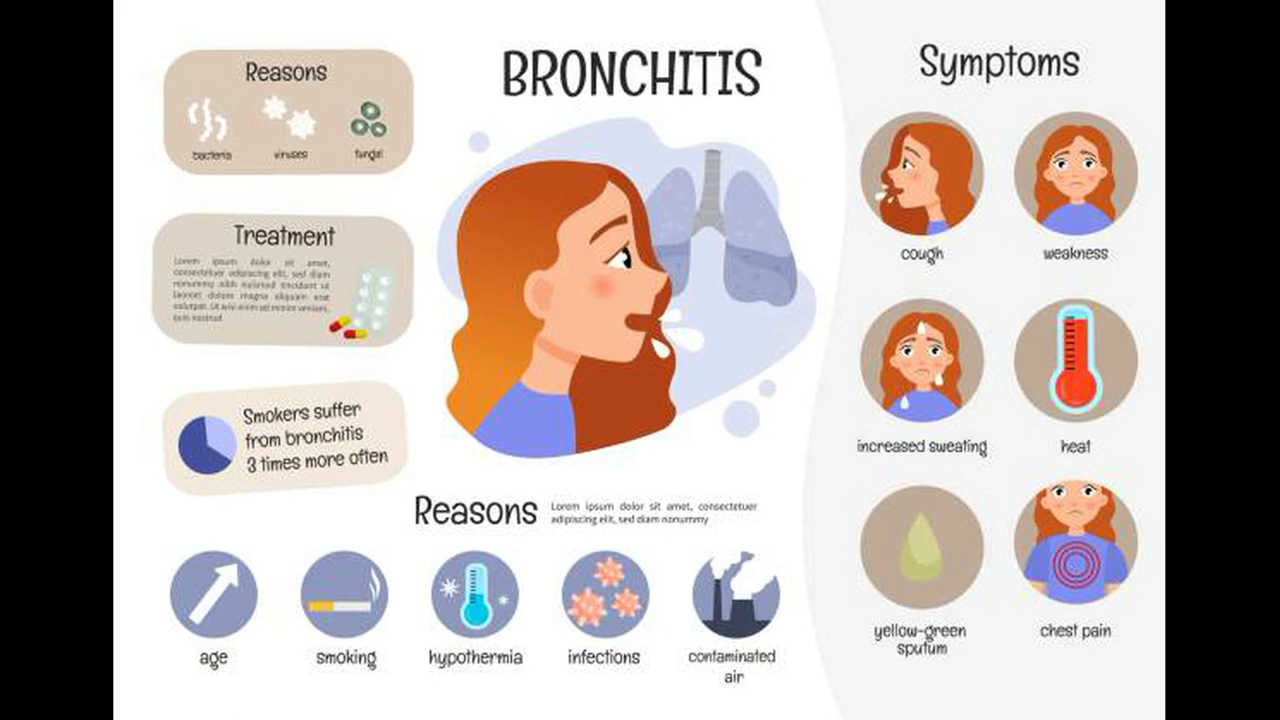 BRONCHITIS
Reasons
bacteria
viruses
fungal
Treatment
Lorem ipsum dolor sit amet,
consectetuer adipiscing elit, sed diam
nonummy nibh euismod tincidunt ut
laoreet dolore magna aliquam erat
volutpat. Ut wisi enim ad minim veniam,
quis nostrud
Smokers suffer
from bronchitis
3 times more often
Reasons
Lorem ipsum dolor sit amet, consectetuer
adipiscing elit, sed diam nonummy
age
smoking
hypothermia
infections
contaminated
air
Symptoms
cough
weakness
increased sweating
heat
yellow-green
sputum
chest pain